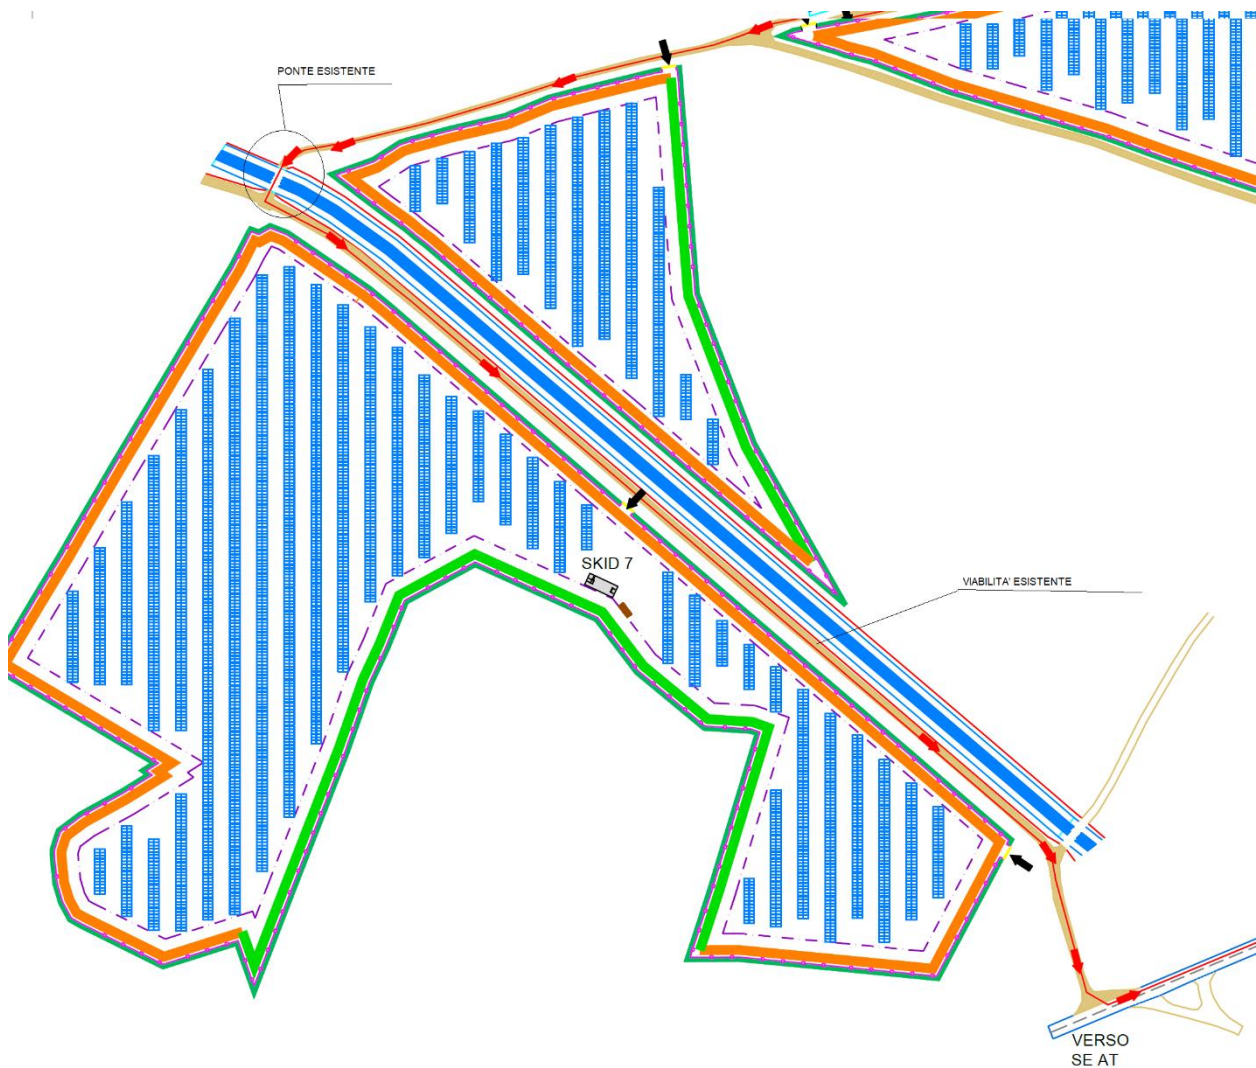 PONTE ESISTENTE
SKID 7
VIABILITA' ESISTENTE
VERSO
SE AT